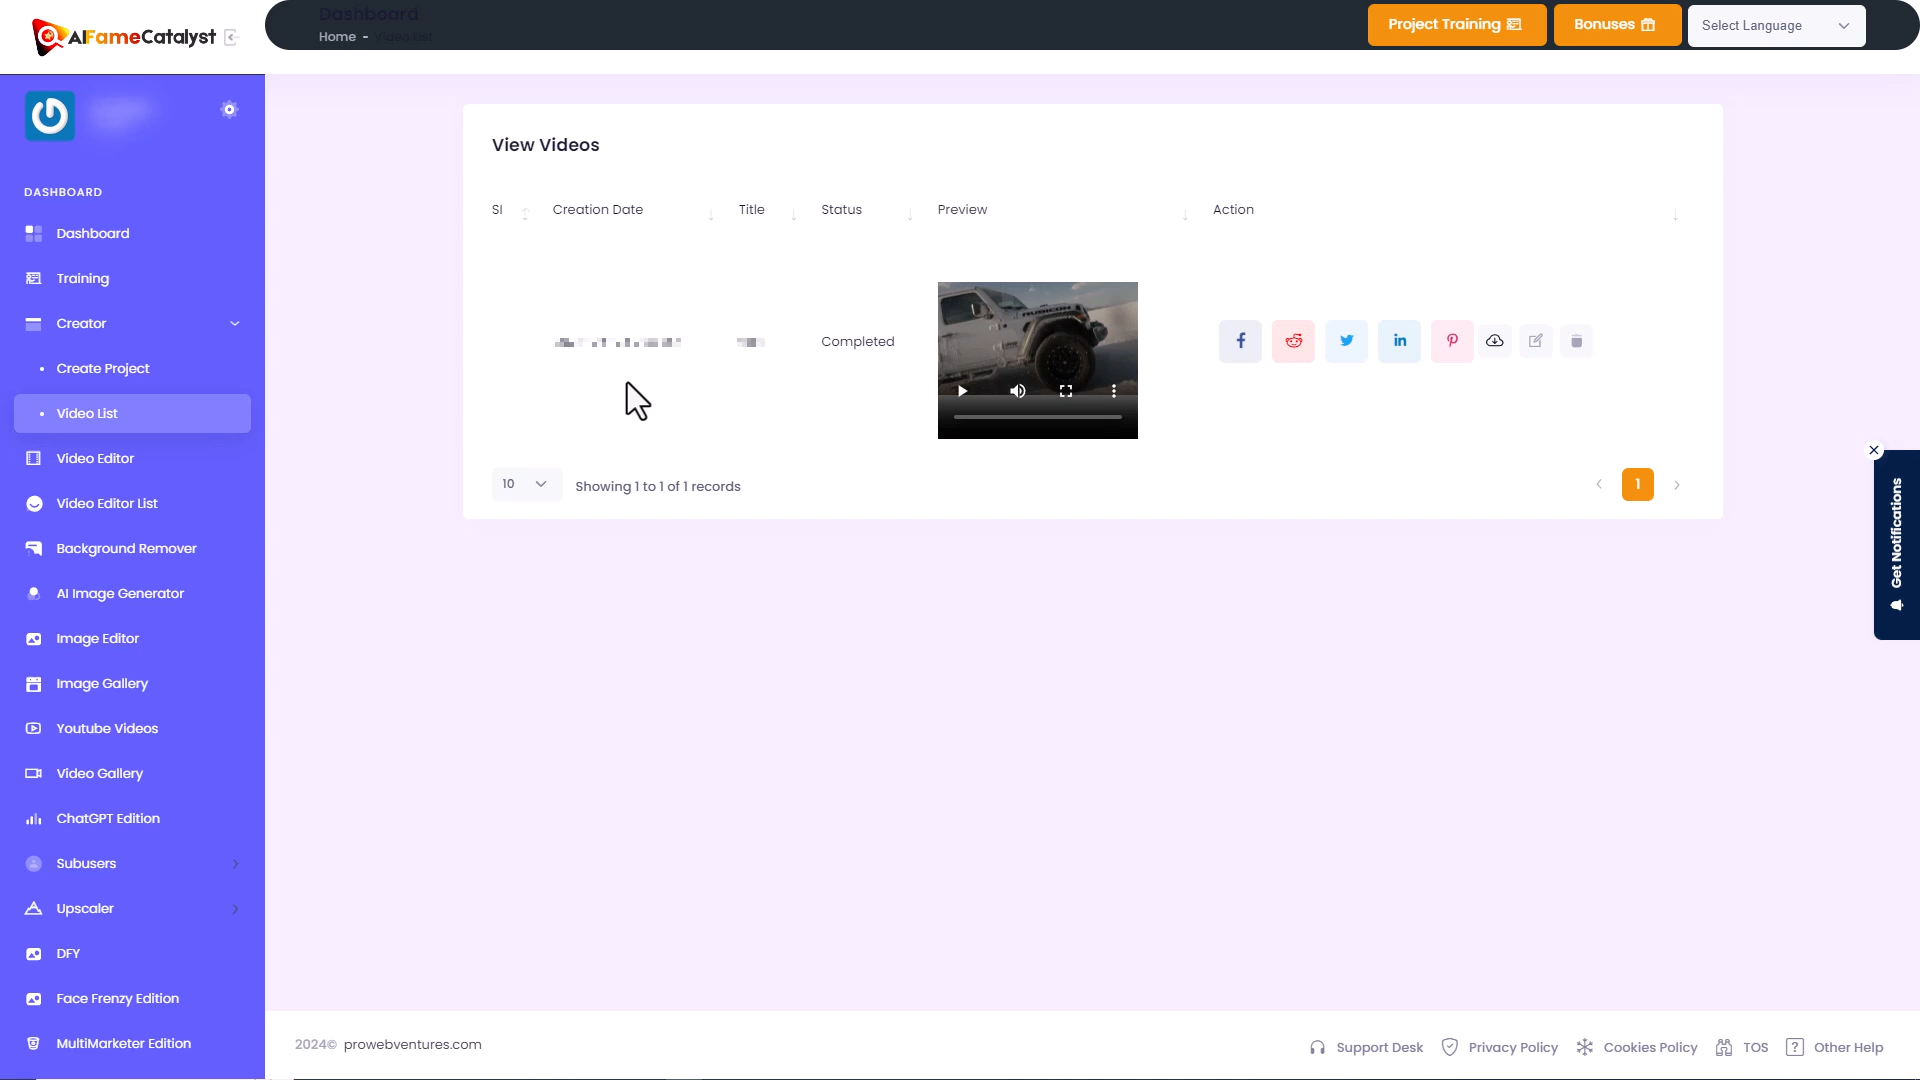 AIFameCatalyst
Dashboard
Home - Video List
Project Training
Bonuses
Select Language
DASHBOARD
Dashboard
Training
Creator
Create Project
Video List
Video Editor
Video Editor List
Background Remover
AI Image Generator
Image Editor
Image Gallery
Youtube Videos
Video Gallery
ChatGPT Edition
Subusers
Upscaler
DFY
Face Frenzy Edition
MultiMarketer Edition
View Videos
Sl Creation Date Title Status Preview Action
Completed
RUBICON
10 Showing 1 to 1 of 1 records
1
Get Notifications
2024© prowebventures.com
Support Desk Privacy Policy Cookies Policy TOS Other Help